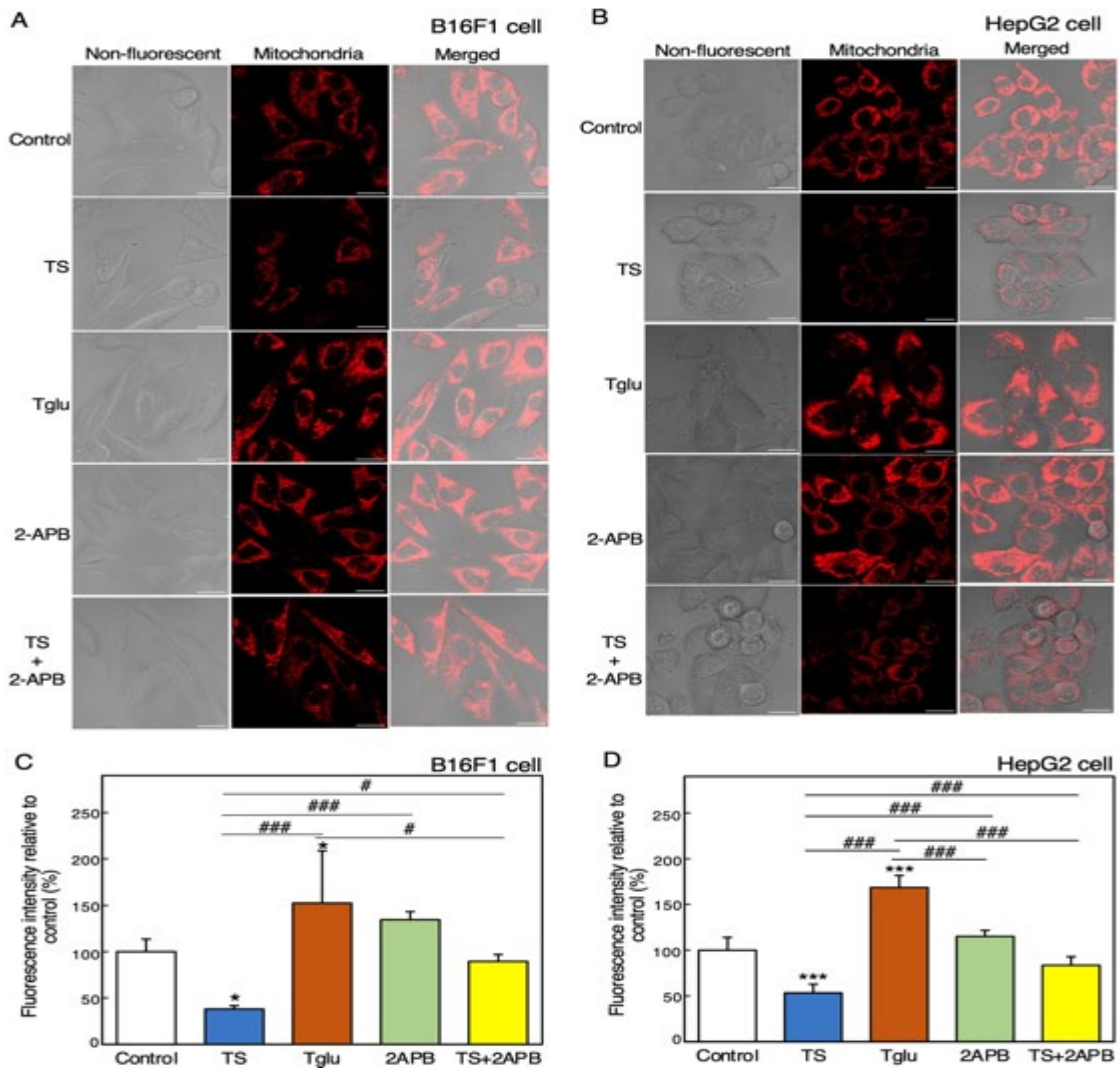 A
B16F1 cell
Non-fluorescent Mitochondria Merged
Control
TS
Tglu
2-APB
TS
+
2-APB
B
HepG2 cell
Non-fluorescent Mitochondria Merged
Control
TS
Tglu
2-APB
TS
+
2-APB
C
B16F1 cell
Fluorescence intensity relative to
control (%)
250
200
150
100
50
0
#
###
###
#
*
*
Control TS Tglu 2APB TS+2APB
D
HepG2 cell
Fluorescence intensity relative to
control (%)
250
200
150
100
50
0
###
###
###
###
###
***
***
Control TS Tglu 2APB TS+2APB